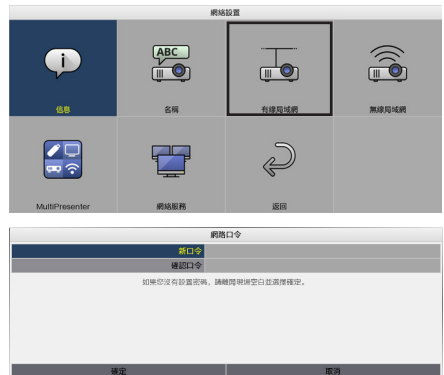 網絡設置
ABC
信息
名稱
有線局域網
無線局域網
MultiPresenter
網絡服務
返回
網路口令
新口令
確認口令
如果您沒有設置密碼，請離開現場空白並選擇確定。
確定
取消